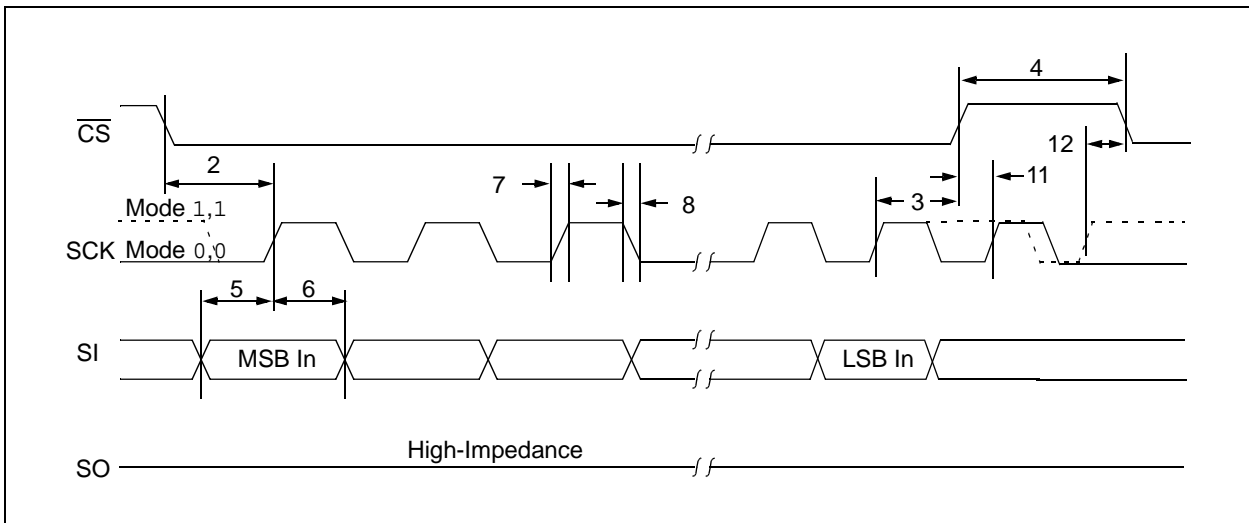 4
CS
12
2
7
8
3
11
Mode 1,1
SCK Mode 0,0
5
6
SI
MSB In
LSB In
High-Impedance
SO